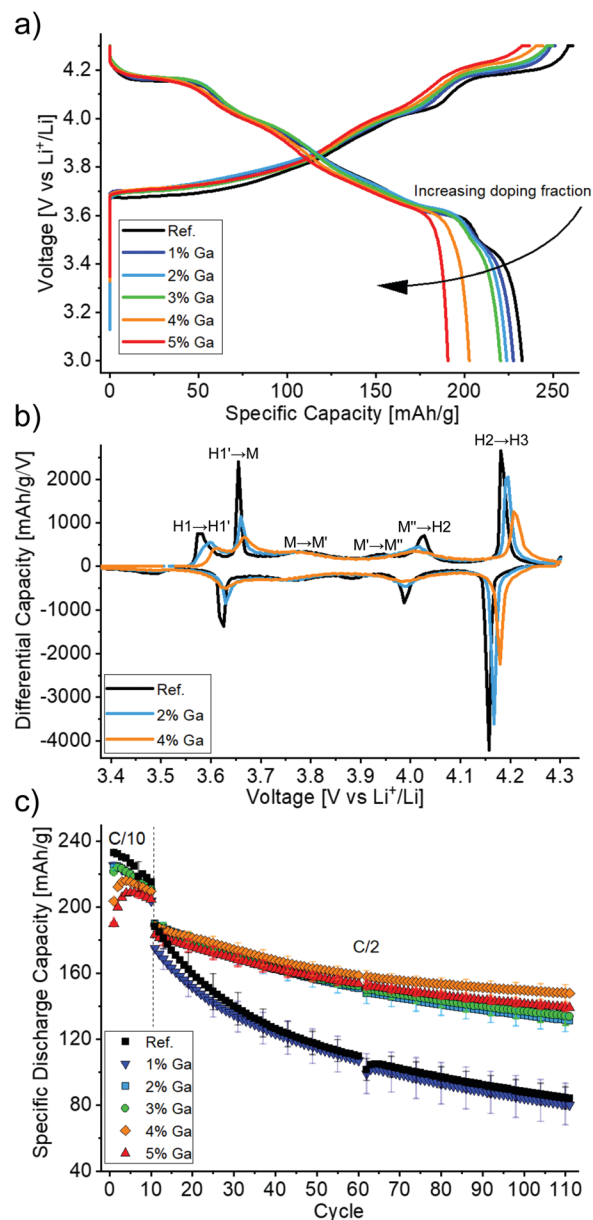 a)
4.2
3.9
3.6
3.4
3.0
Voltage [V vs Li⁺/Li]
Increasing doping fraction
Ref.
1% Ga
2% Ga
3% Ga
4% Ga
5% Ga
0 50 100 150 200 250
Specific Capacity [mAh/g]
b)
2000
1000
0
-1000
-2000
-3000
-4000
Differential Capacity [mAh/g/V]
H1→H1'
H1'→M
M→M'
M'→M''
M''→H2
H2→H3
Ref.
2% Ga
4% Ga
3.4 3.5 3.6 3.7 3.8 3.9 4.0 4.1 4.2 4.3
Voltage [V vs Li⁺/Li]
c)
240
200
160
120
80
40
Specific Discharge Capacity [mAh/g]
C/10
C/2
Ref.
1% Ga
2% Ga
3% Ga
4% Ga
5% Ga
0 10 20 30 40 50 60 70 80 90 100 110
Cycle